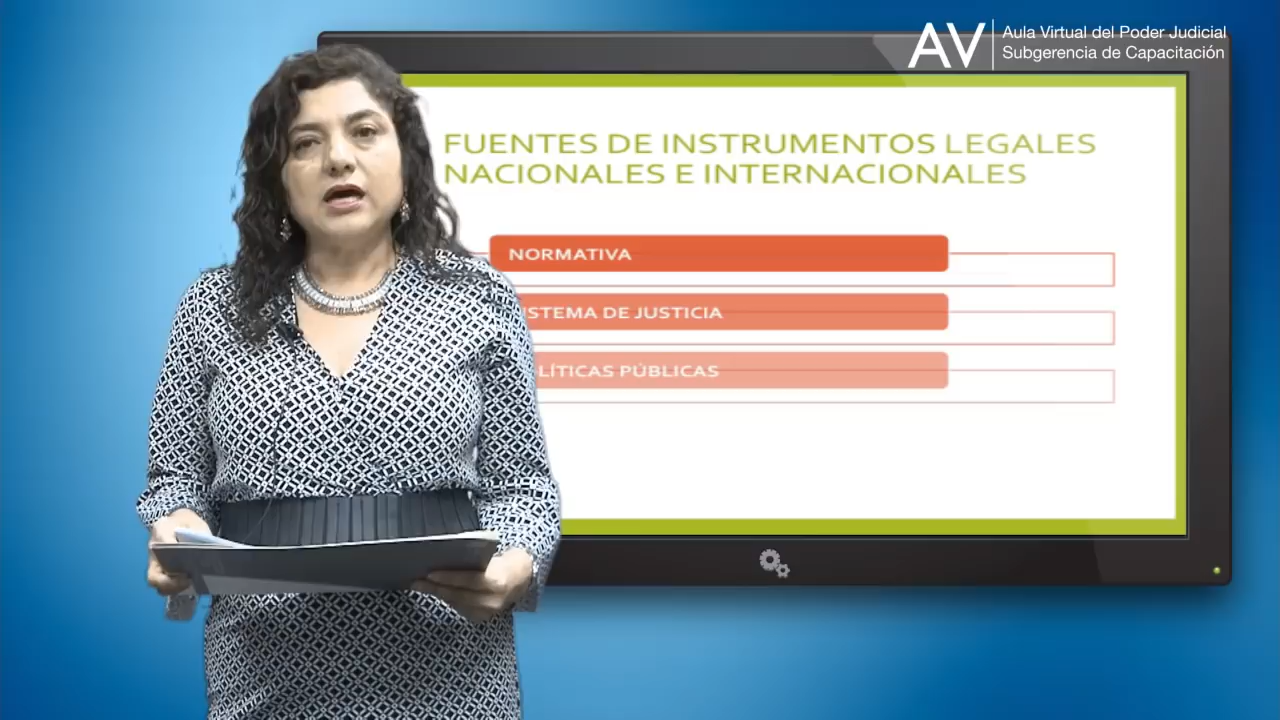 AV
Aula Virtual del Poder Judicial
Subgerencia de Capacitación
FUENTES DE INSTRUMENTOS LEGALES
NACIONALES E INTERNACIONALES
NORMATIVA
ISTEMA DE JUSTICIA
LÍTICAS PÚBLICAS